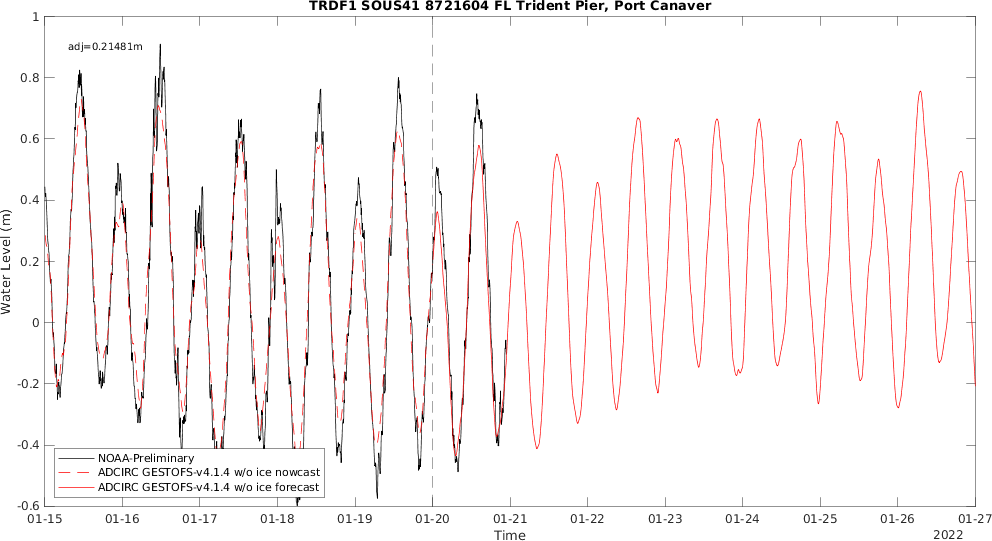 TRDF1 SOUS41 8721604 FL Trident Pier, Port Canaver
adj=0.21481m
1
0.8
0.6
0.4
0.2
0
-0.2
-0.4
-0.6
Water Level (m)
NOAA-Preliminary
ADCIRC GESTOFS-v4.1.4 w/o ice nowcast
ADCIRC GESTOFS-v4.1.4 w/o ice forecast
01-15 01-16 01-17 01-18 01-19 01-20 01-21 01-22 01-23 01-24 01-25 01-26 01-27
Time
2022